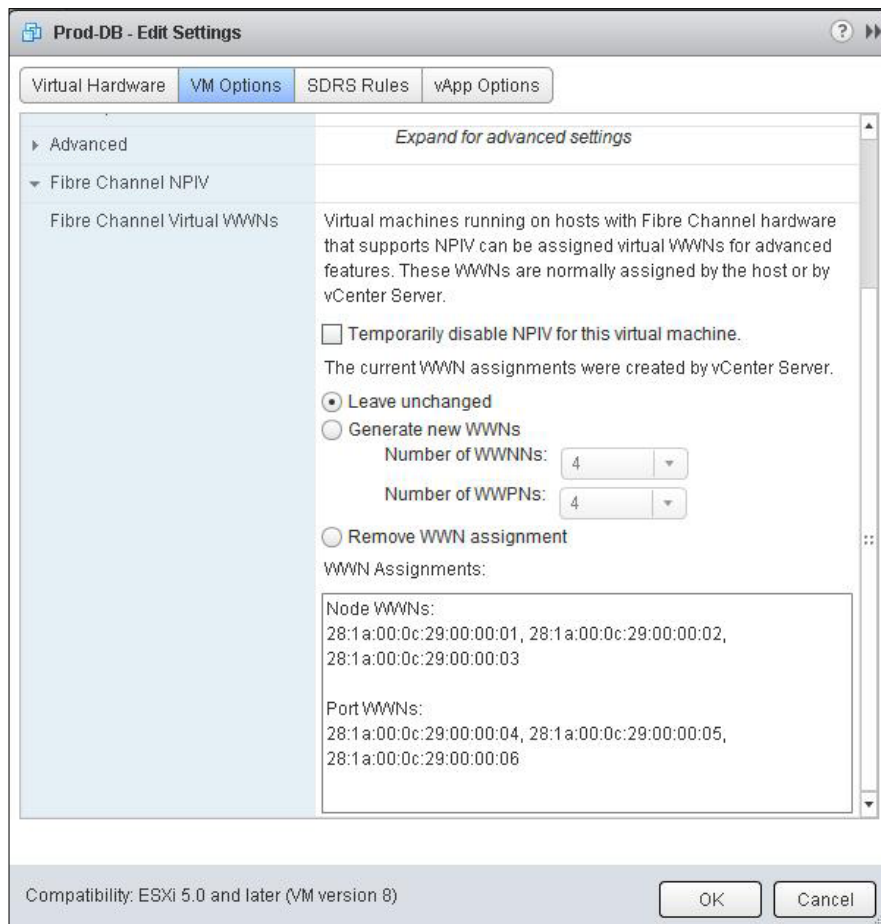 Prod-DB - Edit Settings
?
Virtual Hardware
VM Options
SDRS Rules
vApp Options
Advanced
Expand for advanced settings
Fibre Channel NPIV
Fibre Channel Virtual WWNs
Virtual machines running on hosts with Fibre Channel hardware
that supports NPIV can be assigned virtual WWNs for advanced
features. These WWNs are normally assigned by the host or by
vCenter Server.
Temporarily disable NPIV for this virtual machine.
The current WWN assignments were created by vCenter Server.
Leave unchanged
Generate new WWNs
Number of WWNNs: 4
Number of WWPNs: 4
Remove WWN assignment
WWN Assignments:
Node WWNs:
28:1a:00:0c:29:00:00:01, 28:1a:00:0c:29:00:00:02,
28:1a:00:0c:29:00:00:03
Port WWNs:
28:1a:00:0c:29:00:00:04, 28:1a:00:0c:29:00:00:05,
28:1a:00:0c:29:00:00:06
Compatibility: ESXi 5.0 and later (VM version 8)
OK
Cancel